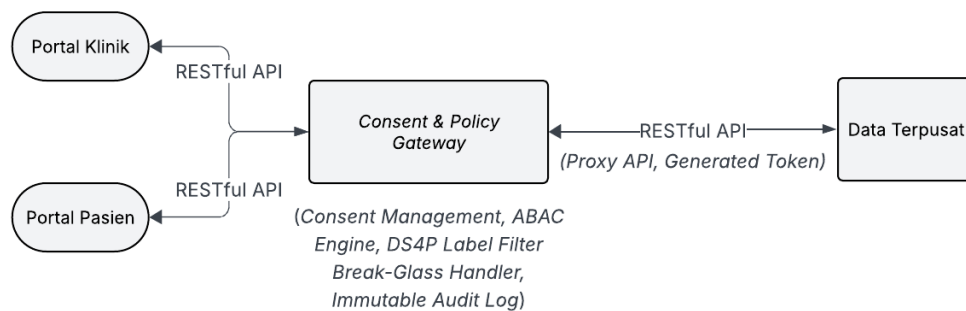 Portal Klinik
RESTful API
Consent & Policy
Gateway
RESTful API
Data Terpusat
(Proxy API, Generated Token)
RESTful API
Portal Pasien
(Consent Management, ABAC
Engine, DS4P Label Filter
Break-Glass Handler,
Immutable Audit Log)